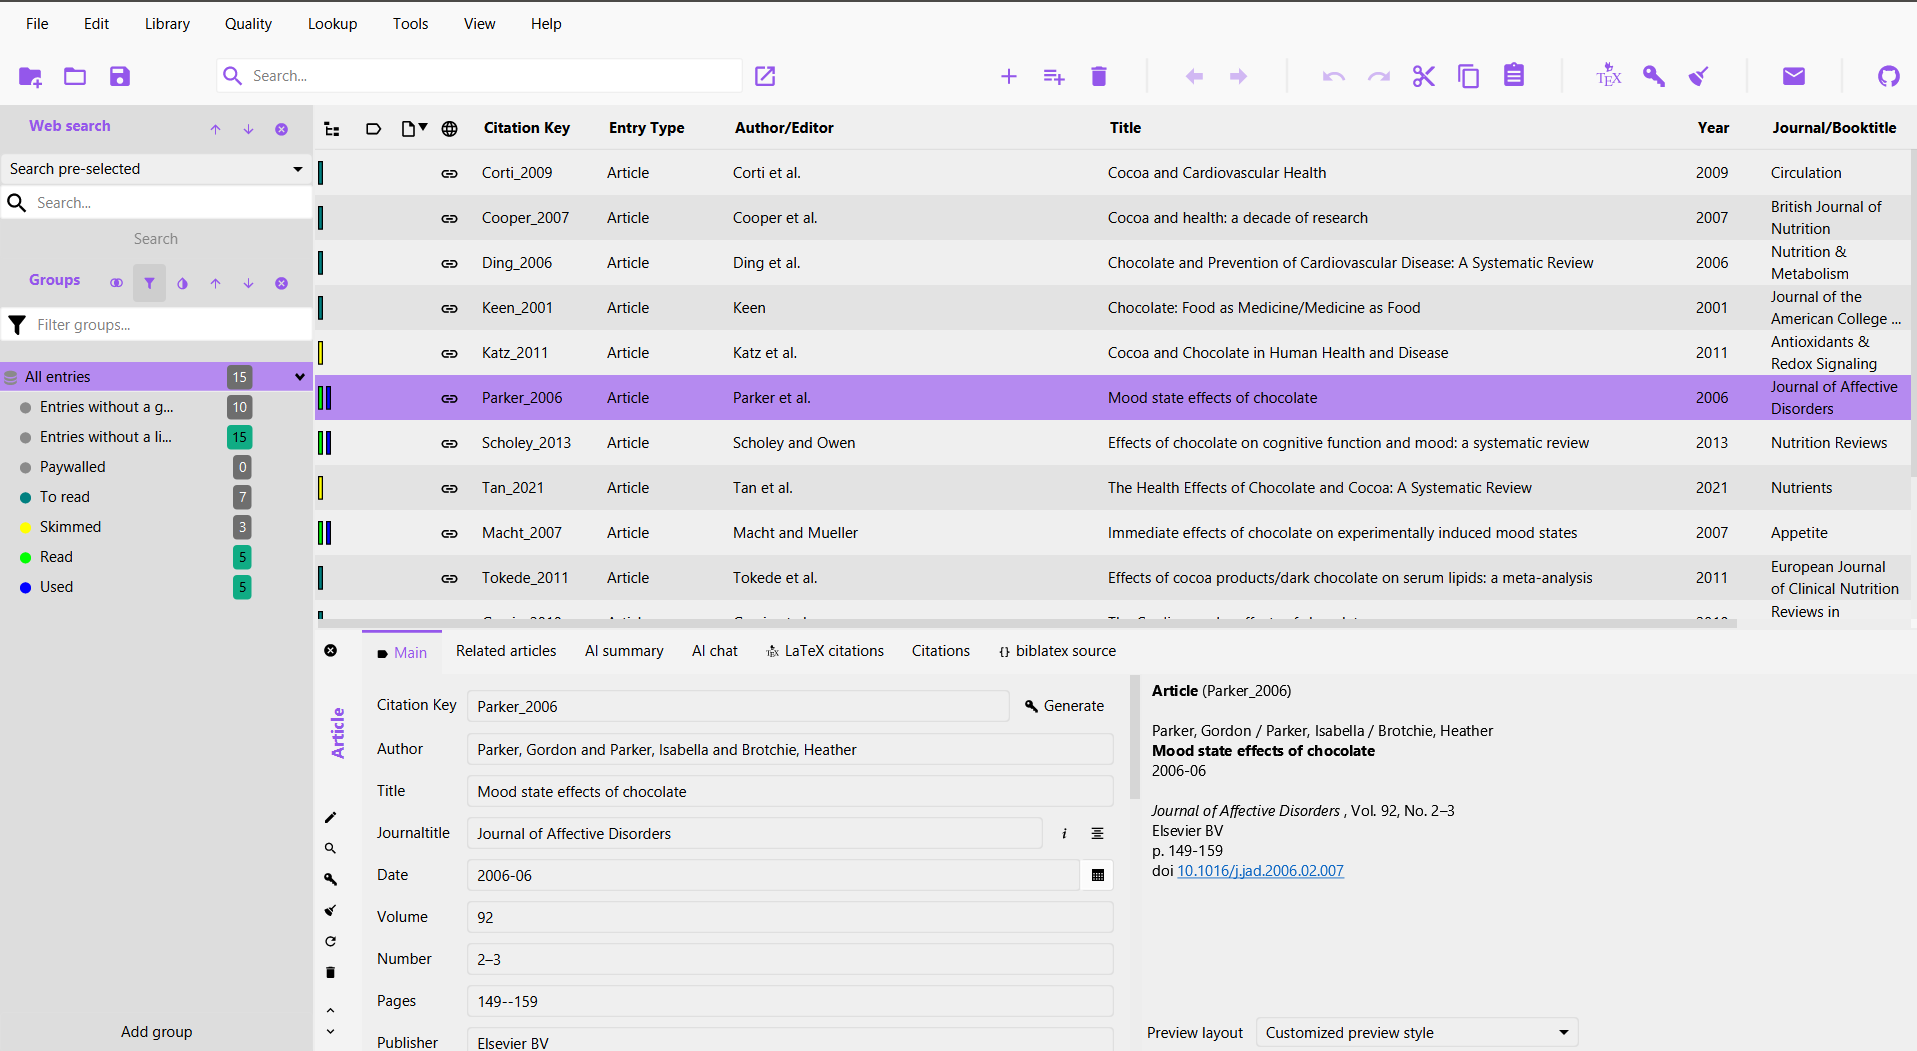 File Edit Library Quality Lookup Tools View Help
Search...
TEX
Web search
Search pre-selected
Search...
Search
Groups
Filter groups...
All entries 15
Entries without a g... 10
Entries without a li... 15
Paywalled 0
To read 7
Skimmed 3
Read 5
Used 5
Add group
Citation Key Entry Type Author/Editor Title Year Journal/Booktitle
Corti_2009 Article Corti et al. Cocoa and Cardiovascular Health 2009 Circulation
Cooper_2007 Article Cooper et al. Cocoa and health: a decade of research 2007 British Journal of
Nutrition
Ding_2006 Article Ding et al. Chocolate and Prevention of Cardiovascular Disease: A Systematic Review 2006 Nutrition &
Metabolism
Keen_2001 Article Keen Chocolate: Food as Medicine/Medicine as Food 2001 Journal of the
American College ...
Katz_2011 Article Katz et al. Cocoa and Chocolate in Human Health and Disease 2011 Antioxidants &
Redox Signaling
Parker_2006 Article Parker et al. Mood state effects of chocolate 2006 Journal of Affective
Disorders
Scholey_2013 Article Scholey and Owen Effects of chocolate on cognitive function and mood: a systematic review 2013 Nutrition Reviews
Tan_2021 Article Tan et al. The Health Effects of Chocolate and Cocoa: A Systematic Review 2021 Nutrients
Macht_2007 Article Macht and Mueller Immediate effects of chocolate on experimentally induced mood states 2007 Appetite
Tokede_2011 Article Tokede et al. Effects of cocoa products/dark chocolate on serum lipids: a meta-analysis 2011 European Journal
of Clinical Nutrition
Reviews in
Main Related articles AI summary AI chat TEX LaTeX citations Citations {} biblatex source
Article
Citation Key Parker_2006 Generate
Author Parker, Gordon and Parker, Isabella and Brotchie, Heather
Title Mood state effects of chocolate
Journaltitle Journal of Affective Disorders i
Date 2006-06
Volume 92
Number 2–3
Pages 149--159
Publisher Elsevier BV
Article (Parker_2006)
Parker, Gordon / Parker, Isabella / Brotchie, Heather
Mood state effects of chocolate
2006-06
Journal of Affective Disorders , Vol. 92, No. 2–3
Elsevier BV
p. 149-159
doi 10.1016/j.jad.2006.02.007
Preview layout Customized preview style